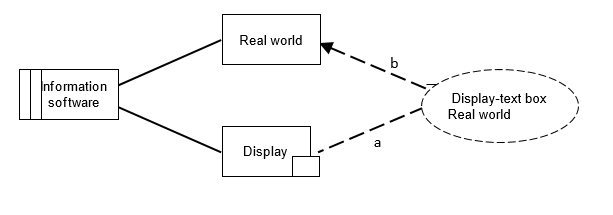 Real world
b
Information
software
Display-text box
Real world
Display
a